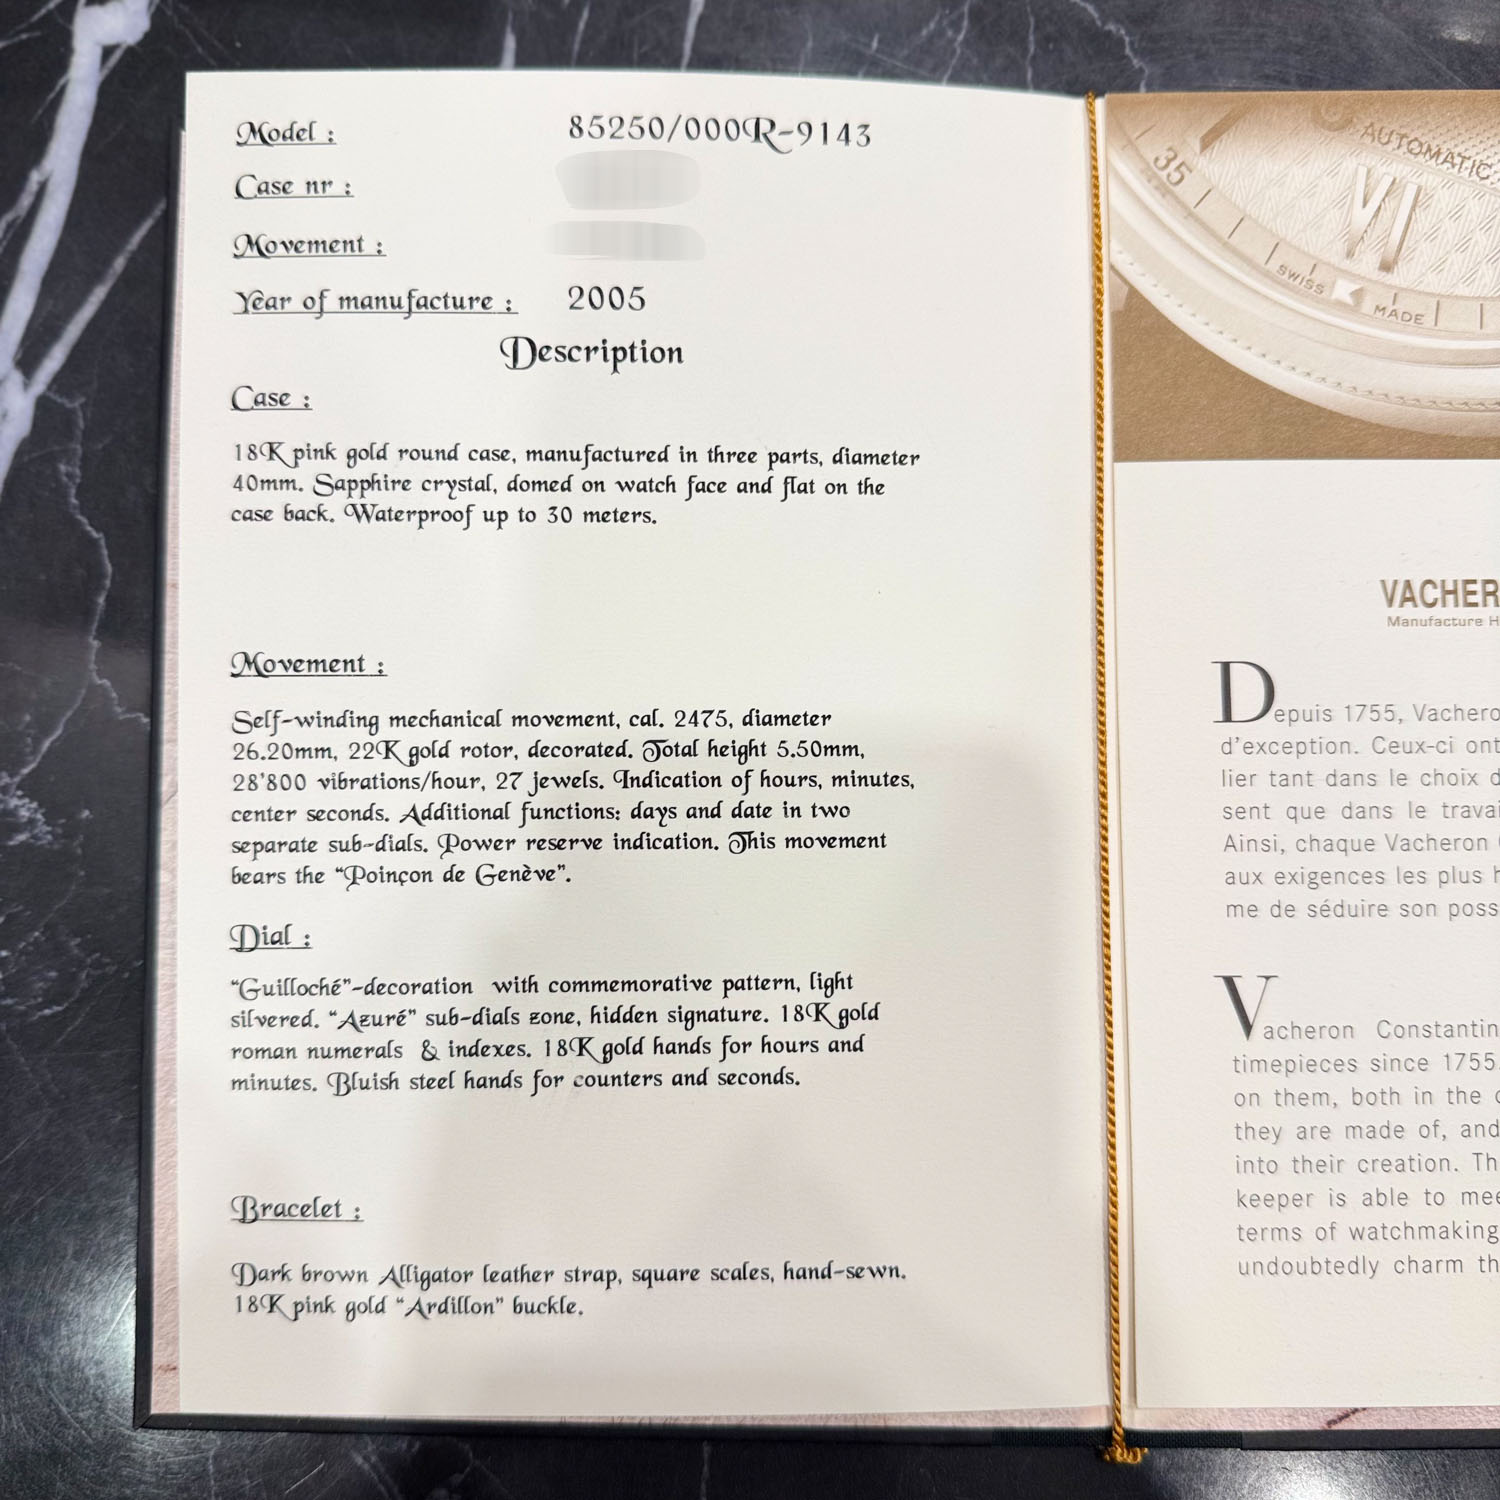 Model : 85250/000R-9143
Case nr :
Movement :
Year of manufacture : 2005
Description
Case :
18K pink gold round case, manufactured in three parts, diameter
40mm. Sapphire crystal, domed on watch face and flat on the
case back. Waterproof up to 30 meters.
Movement :
Self-winding mechanical movement, cal. 2475, diameter
26.20mm, 22K gold rotor, decorated. Total height 5.50mm,
28'800 vibrations/hour, 27 jewels. Indication of hours, minutes,
center seconds. Additional functions: days and date in two
separate sub-dials. Power reserve indication. This movement
bears the "Poinçon de Genève".
Dial :
"Guilloché"-decoration with commemorative pattern, light
silvered. "Azuré" sub-dials zone, hidden signature. 18K gold
roman numerals & indexes. 18K gold hands for hours and
minutes. Bluish steel hands for counters and seconds.
Bracelet :
Dark brown Alligator leather strap, square scales, hand-sewn.
18K pink gold "Ardillon" buckle.
AUTOMATIC
35
VI
SWISS MADE
VACHER
Manufacture H
Depuis 1755, Vachero
d'exception. Ceux-ci ont
lier tant dans le choix d
sent que dans le travai
Ainsi, chaque Vacheron
aux exigences les plus h
me de séduire son poss
Vacheron Constantin
timepieces since 1755.
on them, both in the c
they are made of, and
into their creation. Th
keeper is able to mee
terms of watchmaking
undoubtedly charm th